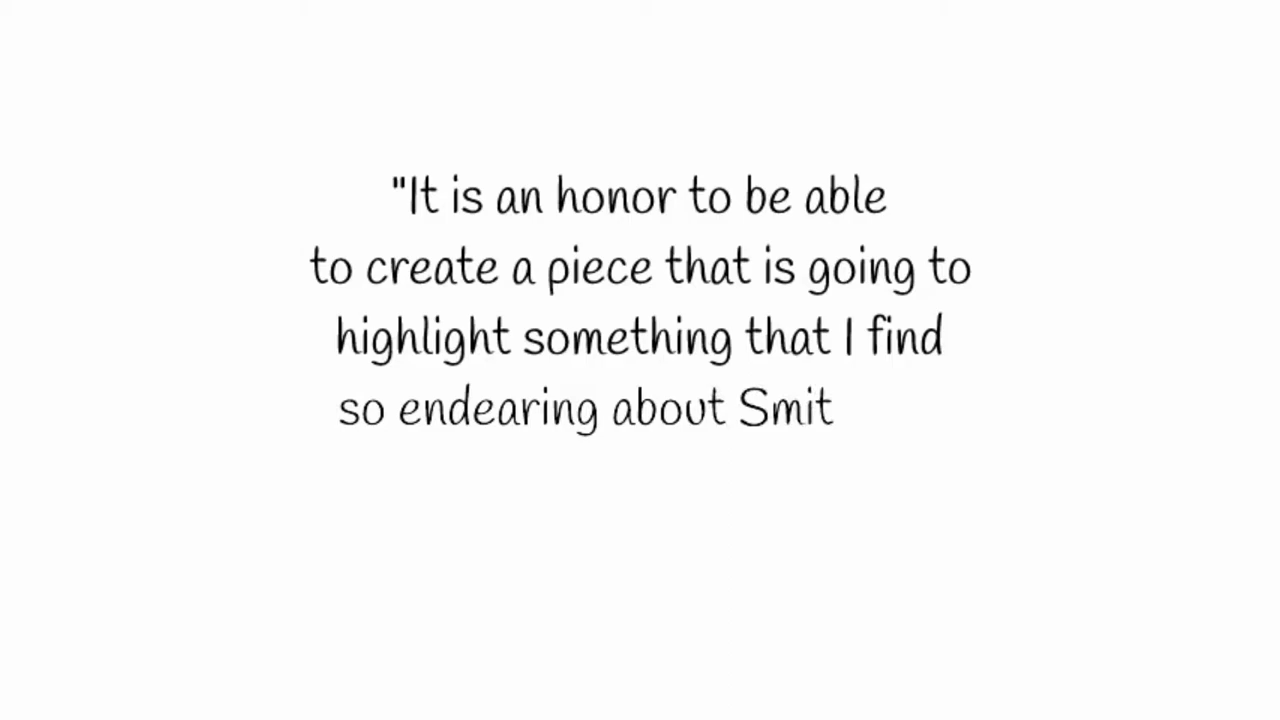 "It is an honor to be able
to create a piece that is going to
highlight something that I find
so endearing about Smit